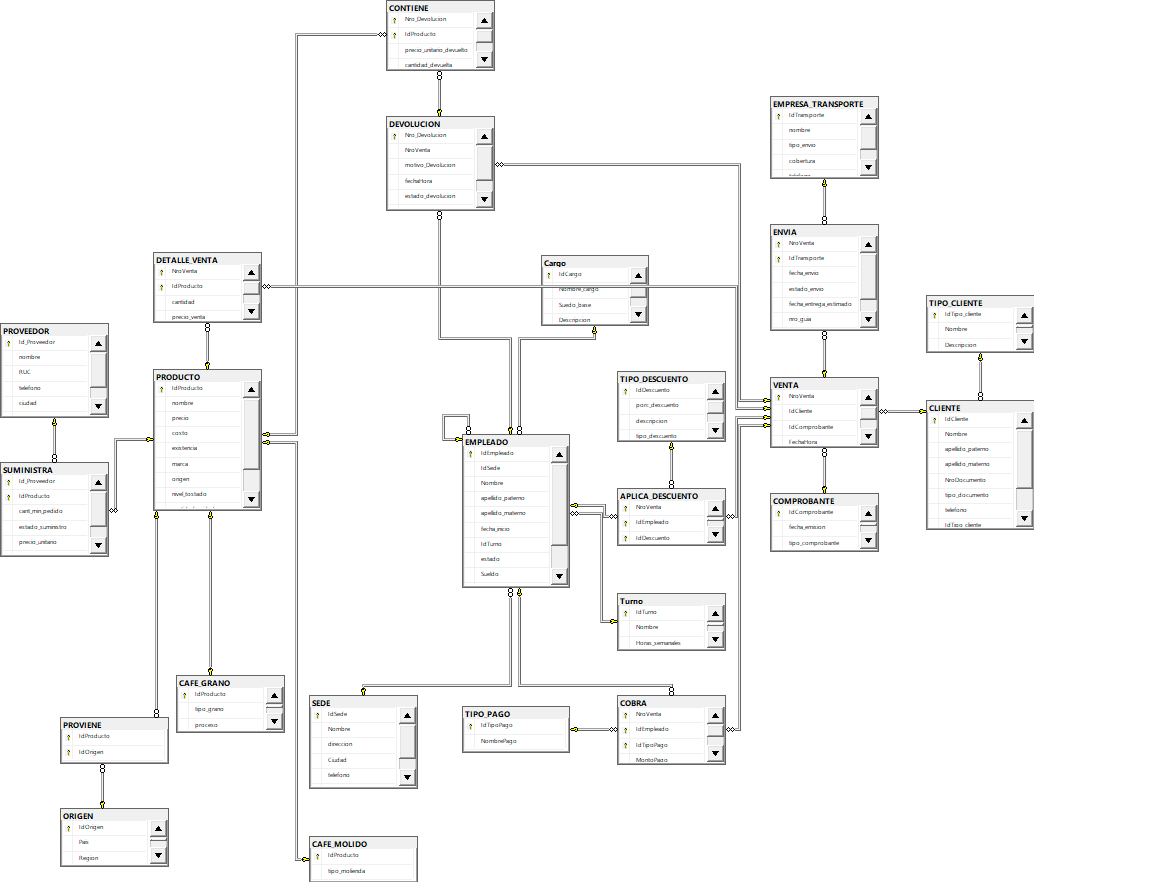 CONTIENE
Nro_Devolucion
IdProducto
precio_unitario_devuelto
cantidad_devuelta
DEVOLUCION
Nro_Devolucion
NroVenta
motivo_Devolucion
fechaHora
estado_devolucion
EMPRESA_TRANSPORTE
IdTransporte
nombre
tipo_envio
cobertura
telefono
ENVIA
NroVenta
IdTransporte
fecha_envio
estado_envio
fecha_entrega_estimado
nro_guia
DETALLE_VENTA
NroVenta
IdProducto
cantidad
precio_venta
Cargo
IdCargo
Nombre_cargo
Sueldo_base
Descripcion
TIPO_CLIENTE
IdTipo_cliente
Nombre
Descripcion
PROVEEDOR
Id_Proveedor
nombre
RUC
telefono
ciudad
PRODUCTO
IdProducto
nombre
precio
costo
existencia
marca
origen
nivel_tostado
TIPO_DESCUENTO
IdDescuento
porc_descuento
descripcion
tipo_descuento
VENTA
NroVenta
IdCliente
IdComprobante
FechaHora
CLIENTE
IdCliente
Nombre
apellido_paterno
apellido_materno
NroDocumento
tipo_documento
telefono
IdTipo_cliente
EMPLEADO
IdEmpleado
IdSede
Nombre
apellido_paterno
apellido_materno
fecha_inicio
IdTurno
estado
Sueldo
SUMINISTRA
Id_Proveedor
IdProducto
cant_min_pedido
estado_suministro
precio_unitario
APLICA_DESCUENTO
NroVenta
IdEmpleado
IdDescuento
COMPROBANTE
IdComprobante
fecha_emision
tipo_comprobante
Turno
IdTurno
Nombre
Horas_semanales
CAFE_GRANO
IdProducto
tipo_grano
proceso
SEDE
IdSede
Nombre
direccion
Ciudad
telefono
TIPO_PAGO
IdTipoPago
NombrePago
COBRA
NroVenta
IdEmpleado
IdTipoPago
MontoPago
PROVIENE
IdProducto
IdOrigen
ORIGEN
IdOrigen
Pais
Region
CAFE_MOLIDO
IdProducto
tipo_molienda